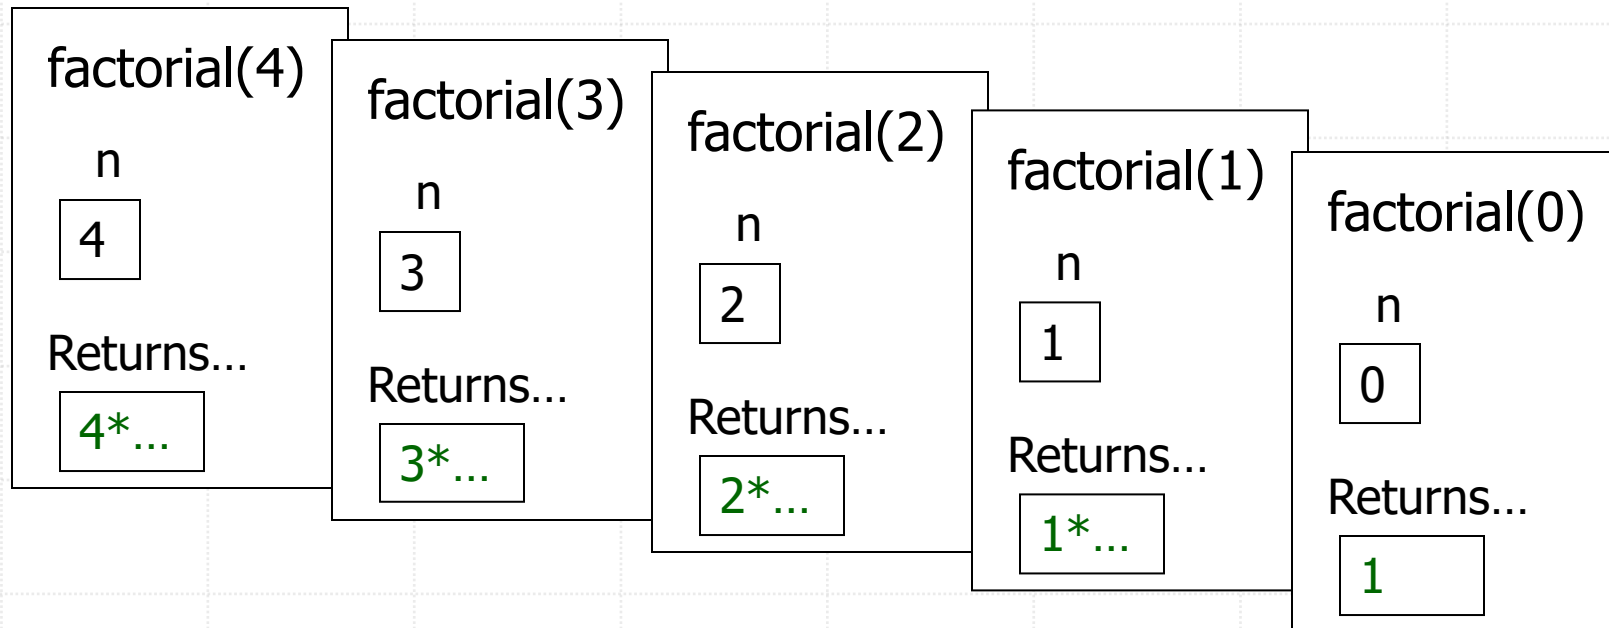 factorial(4)
n
4
Returns…
4*…
factorial(3)
n
3
Returns…
3*…
factorial(2)
n
2
Returns…
2*…
factorial(1)
n
1
Returns…
1*…
factorial(0)
n
0
Returns…
1